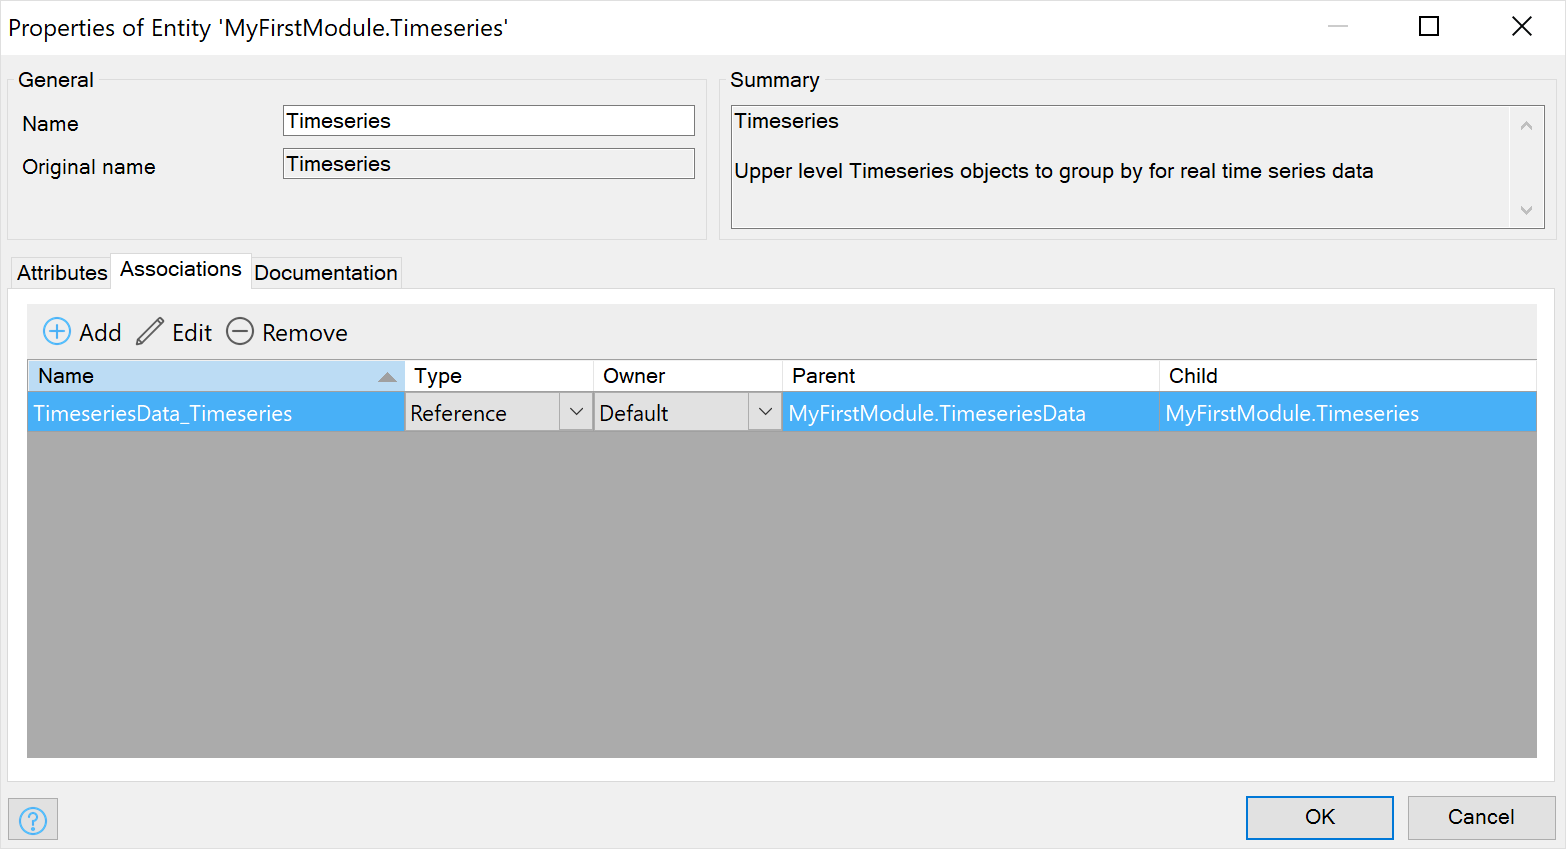 Properties of Entity 'MyFirstModule.Timeseries'
General
Name Timeseries
Original name Timeseries
Summary
Timeseries
Upper level Timeseries objects to group by for real time series data
Attributes Associations Documentation
Add Edit Remove
Name Type Owner Parent Child
TimeseriesData_Timeseries Reference Default MyFirstModule.TimeseriesData MyFirstModule.Timeseries
? OK Cancel